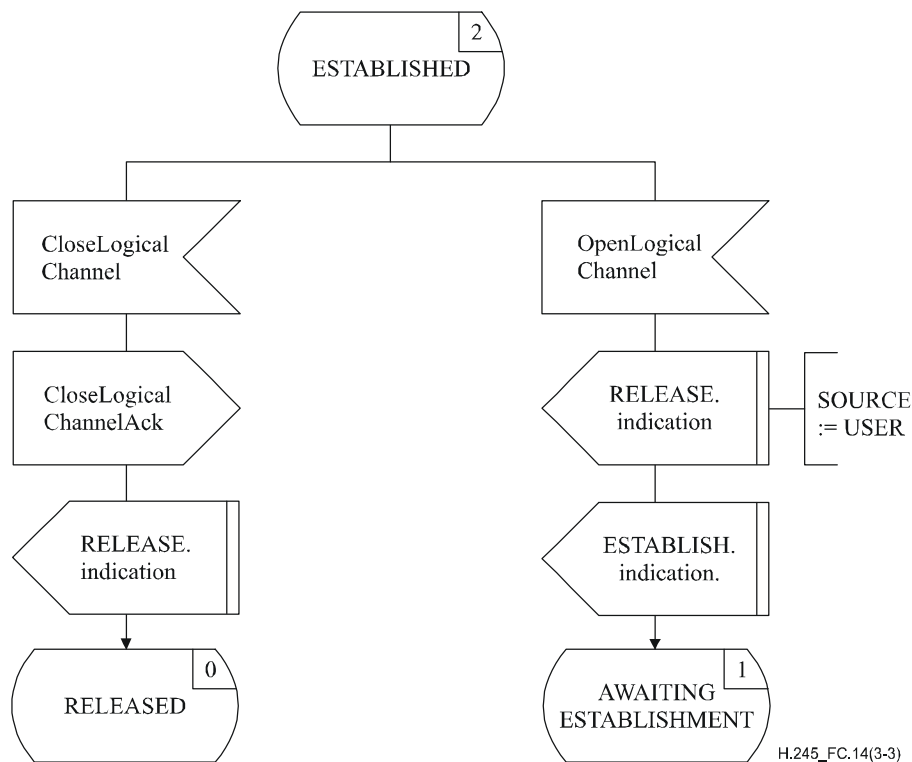 2
ESTABLISHED
CloseLogical
Channel
OpenLogical
Channel
CloseLogical
ChannelAck
RELEASE.
indication
SOURCE
:= USER
RELEASE.
indication
ESTABLISH.
indication.
0
RELEASED
1
AWAITING
ESTABLISHMENT
H.245_FC.14(3-3)